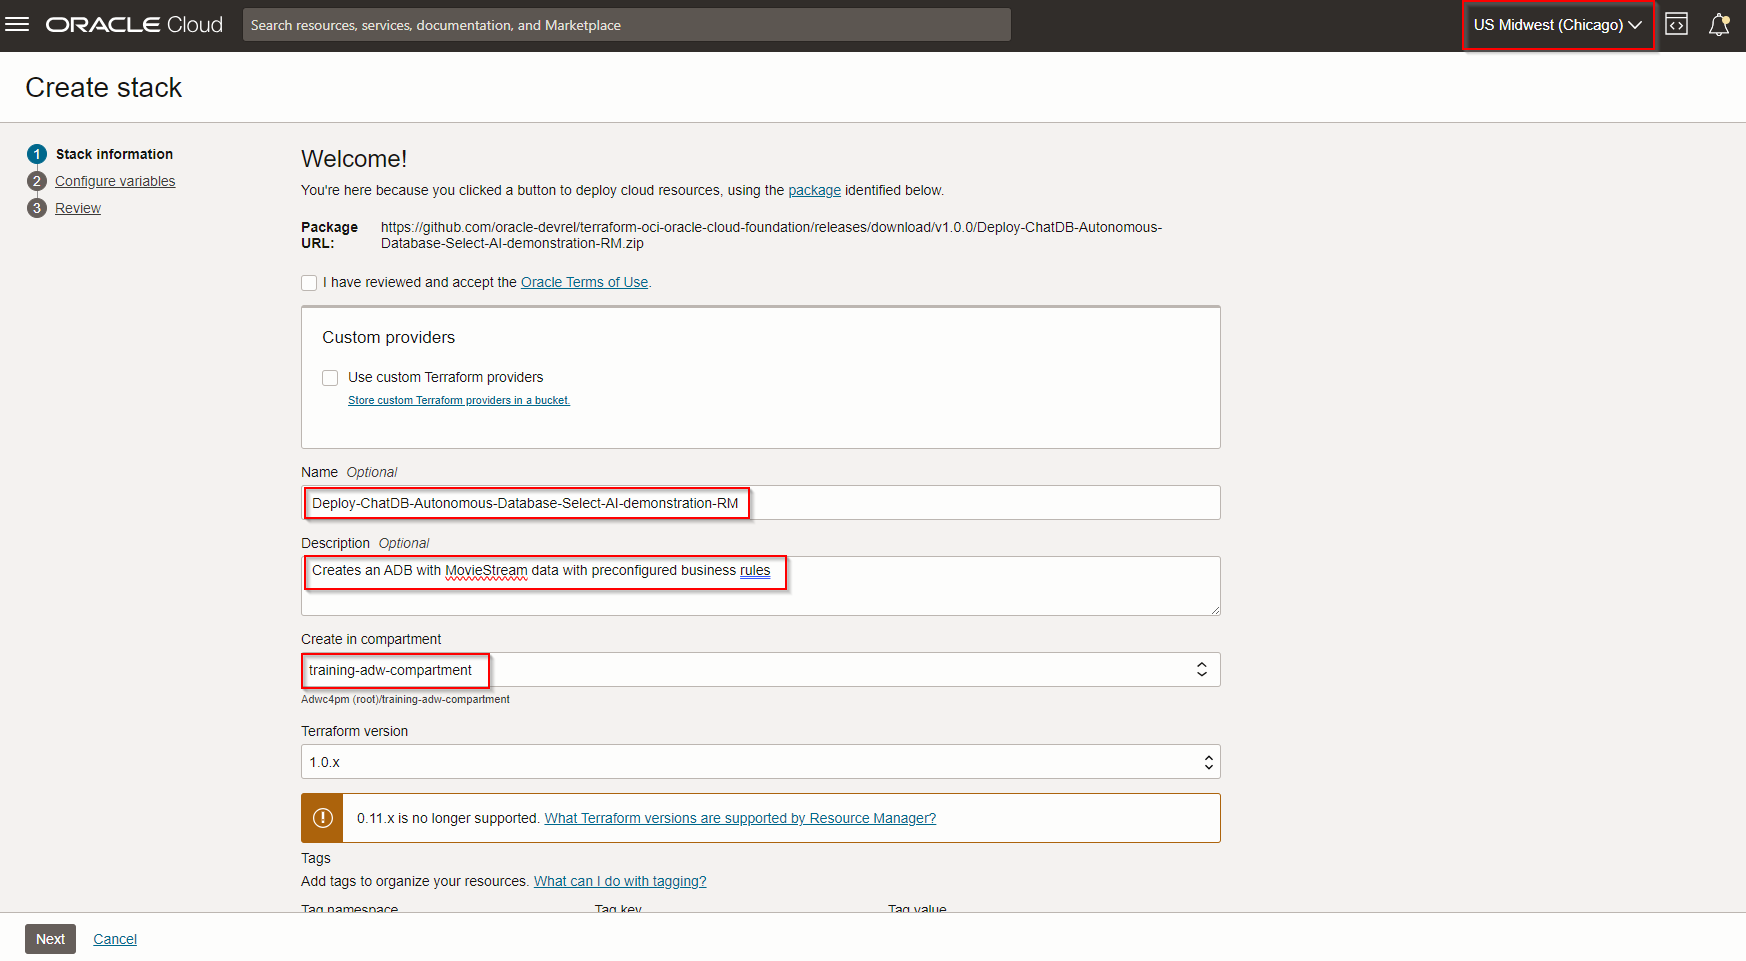 ORACLE Cloud
Search resources, services, documentation, and Marketplace
US Midwest (Chicago)
Create stack
1 Stack information
2 Configure variables
3 Review
Welcome!
You're here because you clicked a button to deploy cloud resources, using the package identified below.
Package URL: https://github.com/oracle-devrel/terraform-oci-oracle-cloud-foundation/releases/download/v1.0.0/Deploy-ChatDB-Autonomous-
Database-Select-AI-demonstration-RM.zip
I have reviewed and accept the Oracle Terms of Use.
Custom providers
Use custom Terraform providers
Store custom Terraform providers in a bucket.
Name Optional
Deploy-ChatDB-Autonomous-Database-Select-AI-demonstration-RM
Description Optional
Creates an ADB with MovieStream data with preconfigured business rules
Create in compartment
training-adw-compartment
Adwc4pm (root)/training-adw-compartment
Terraform version
1.0.x
0.11.x is no longer supported. What Terraform versions are supported by Resource Manager?
Tags
Add tags to organize your resources. What can I do with tagging?
Tag namespace Tag key Tag value
Next Cancel